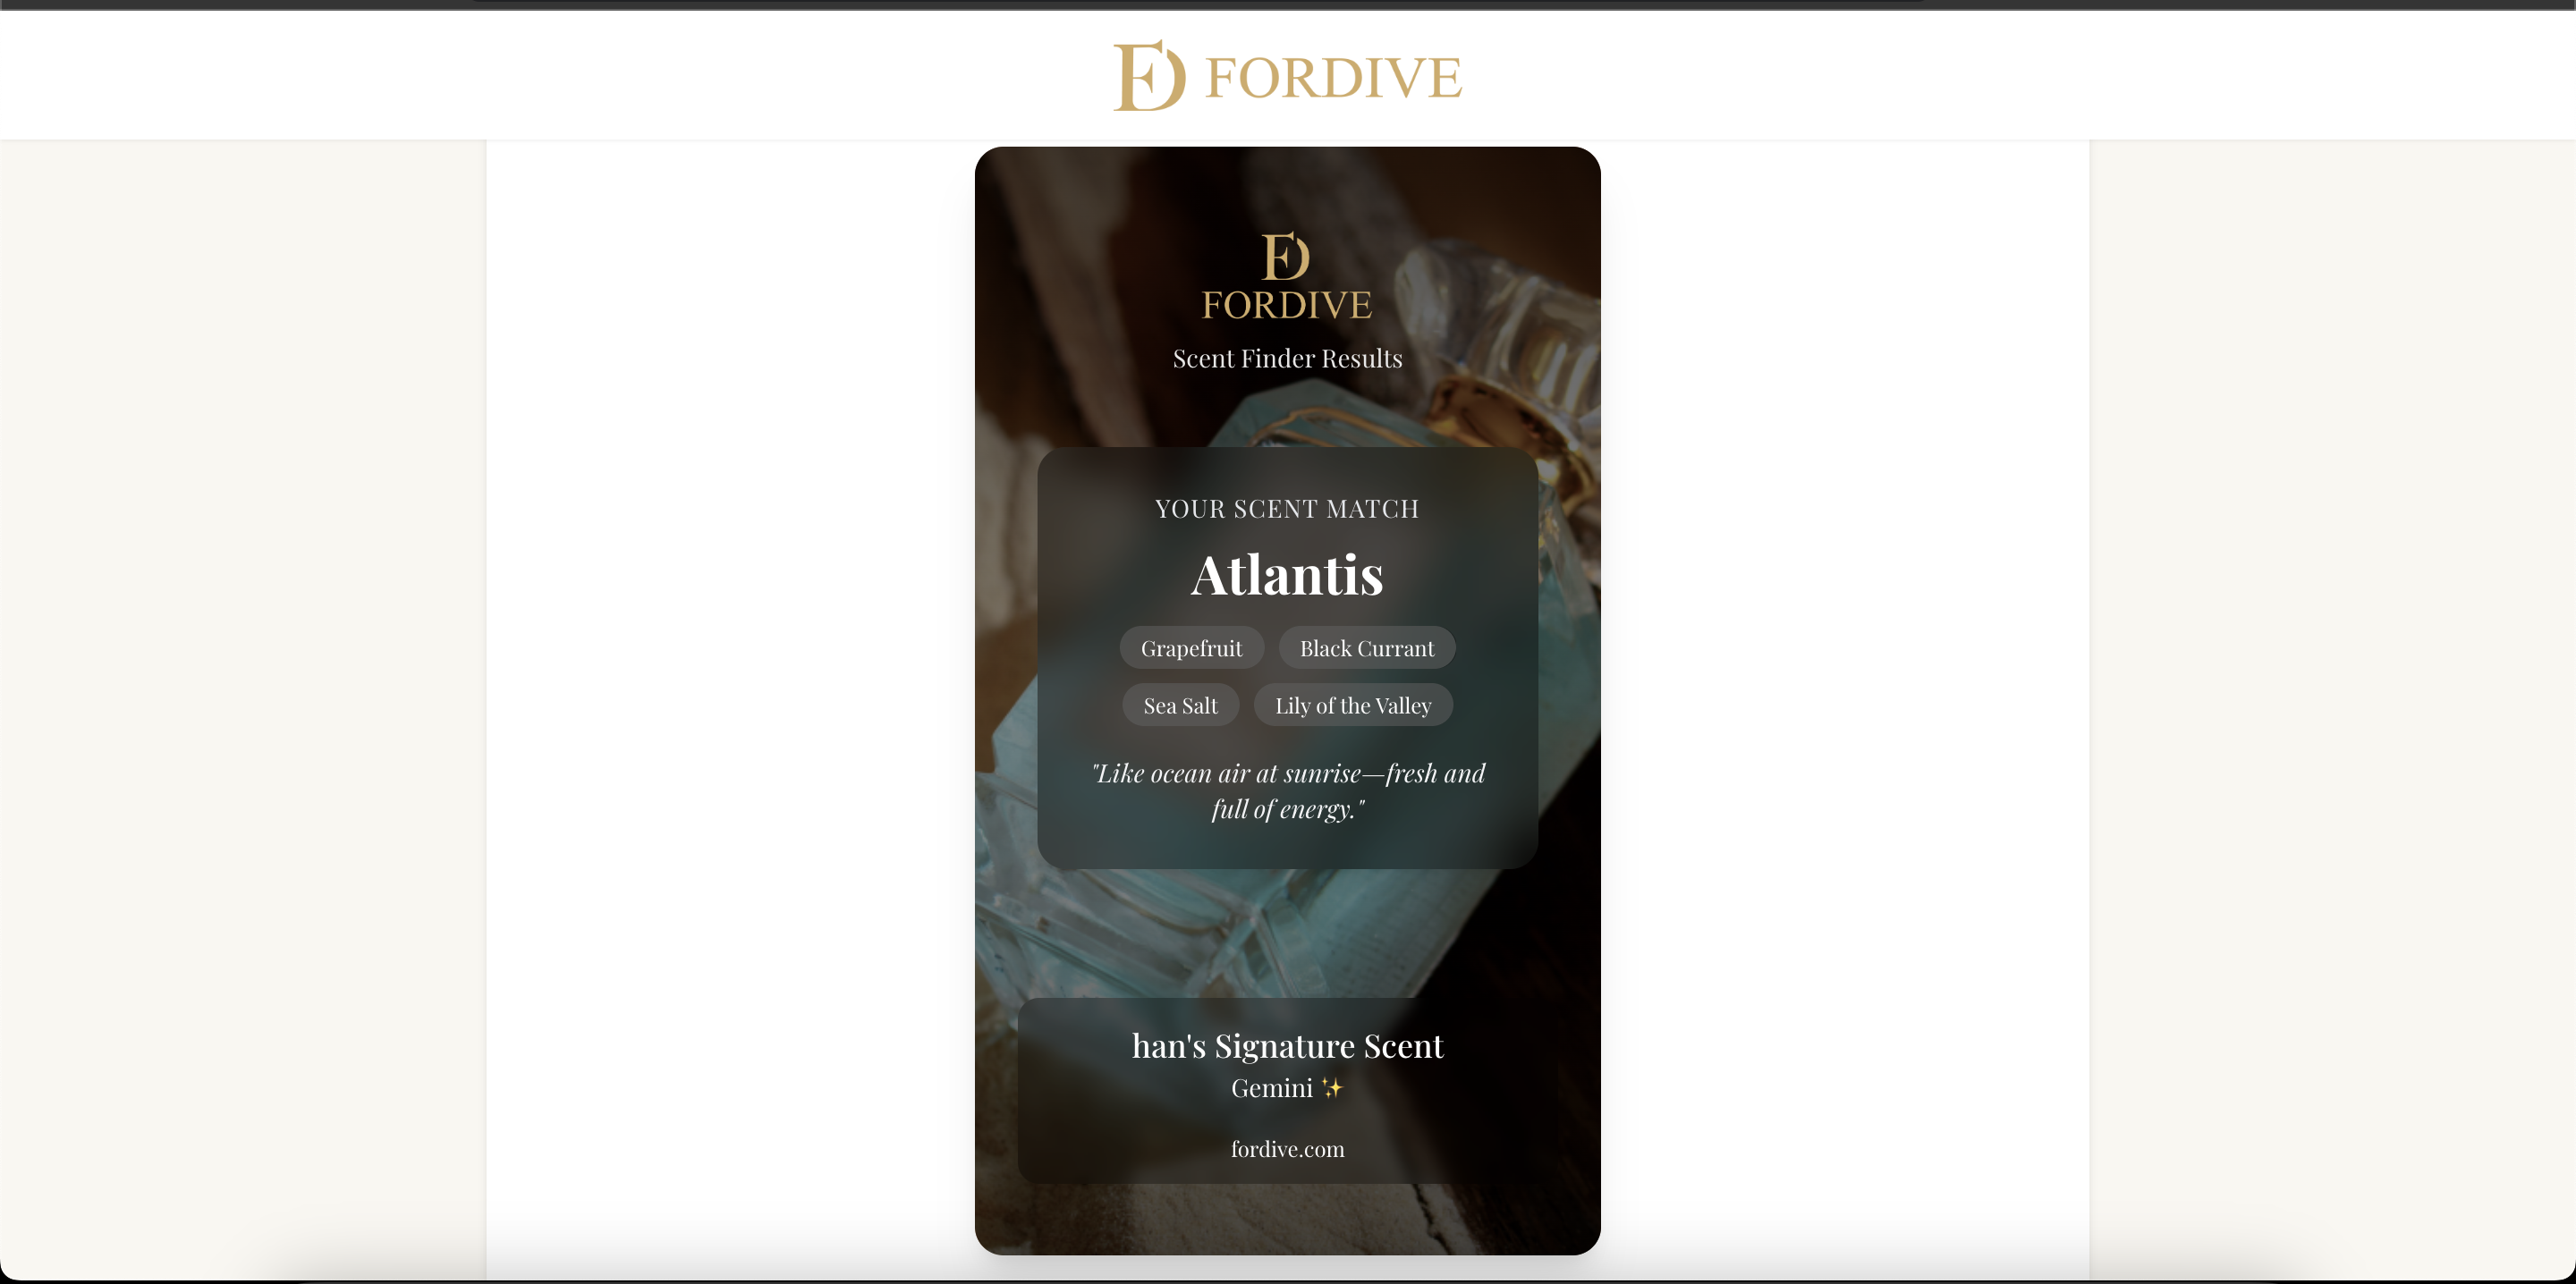 FD FORDIVE
FD
FORDIVE
Scent Finder Results
YOUR SCENT MATCH
Atlantis
Grapefruit Black Currant
Sea Salt Lily of the Valley
"Like ocean air at sunrise—fresh and
full of energy."
han's Signature Scent
Gemini ✨
fordive.com